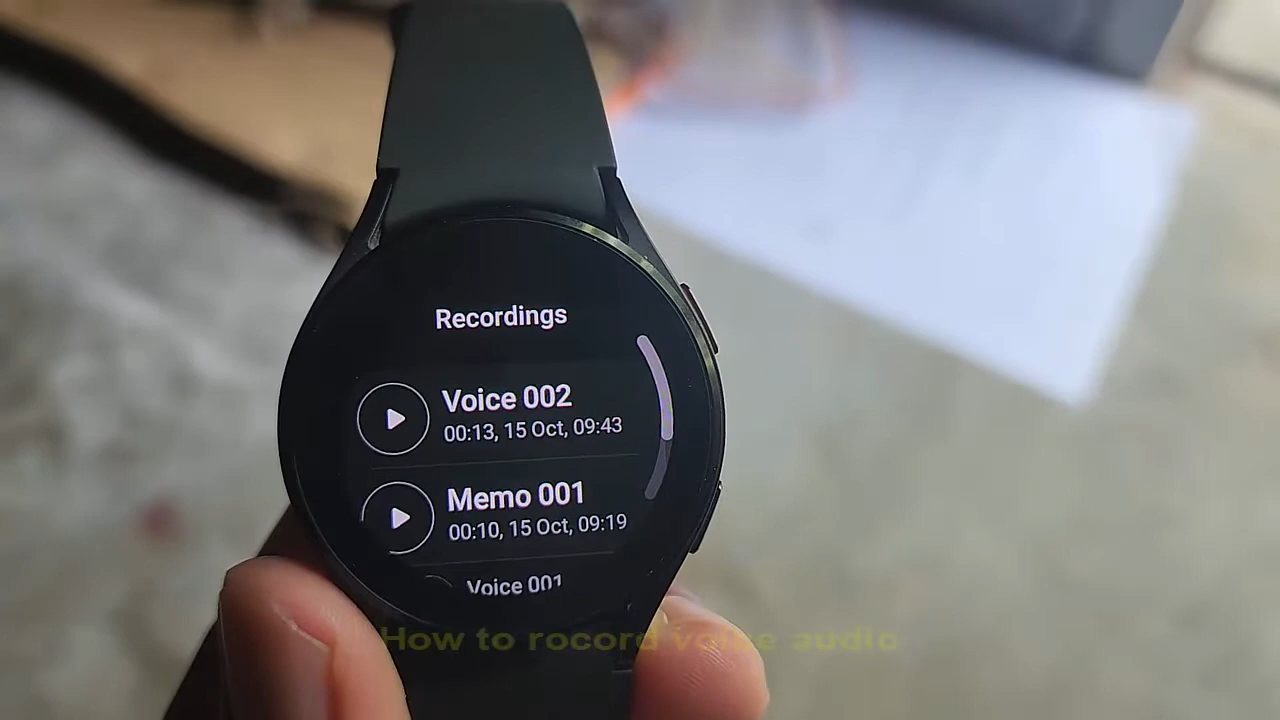 Recordings
Voice 002
00:13, 15 Oct, 09:43
Memo 001
00:10, 15 Oct, 09:19
Voice 001
How to rocord voice audio